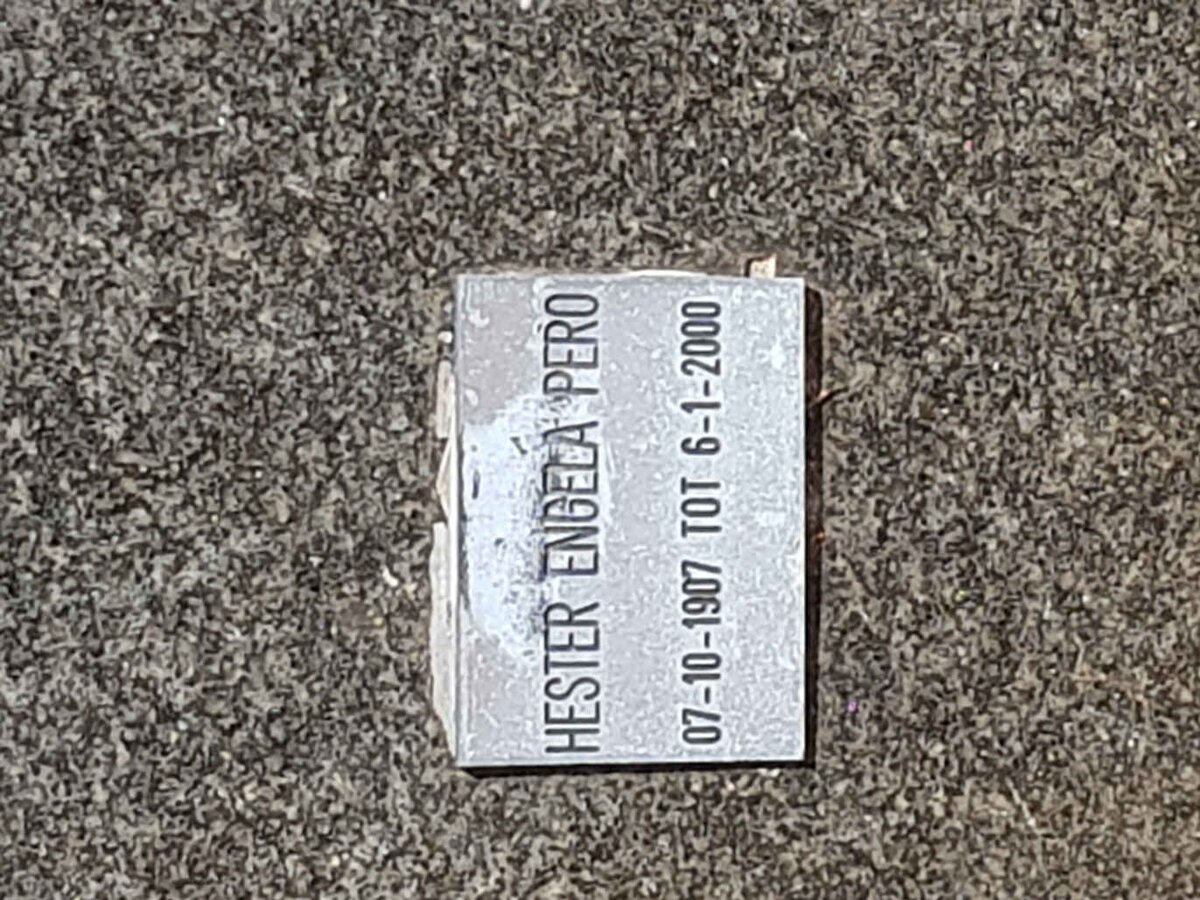 HESTER ENGELA PERO
07-10-1907 TOT 6-1-2000